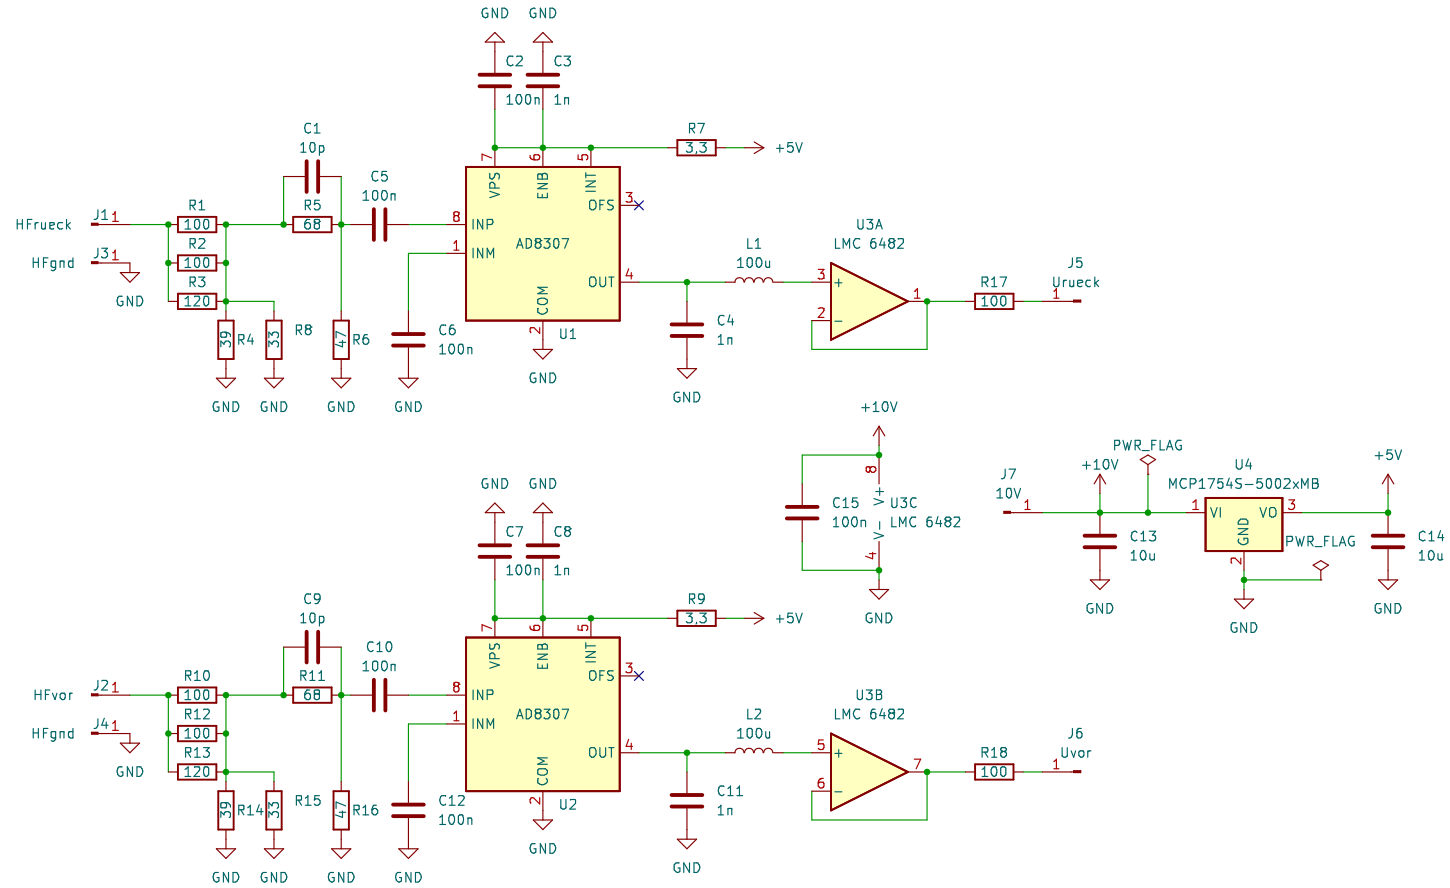 GND GND
C2 C3
100n 1n
C1
10p
R7
3,3
+5V
7 6 5
VPS ENB INT
C5
100n
3
OFS
HFrueck J1 1
R1
100
R5
68
8 INP
R2
100
HFgnd J3 1
GND
1 INM
AD8307
R3
120
OUT 4
COM
2
U1
GND
39 R4
33 R8
47 R6
C6
100n
GND GND GND GND
L1
100u
C4
1n
GND
U3A
LMC 6482
3 +
2 −
1
R17
100
J5
Urueck
1
+10V
8
V+
C15
100n
U3C
LMC 6482
V−
4
GND
J7
10V
1
+10V
PWR_FLAG
U4
MCP1754S-5002xMB
1 VI VO 3
GND
2
PWR_FLAG
+5V
C13
10u
C14
10u
GND
GND
GND
GND GND
C7 C8
100n 1n
C9
10p
R9
3,3
+5V
7 6 5
VPS ENB INT
C10
100n
3
OFS
HFvor J2 1
R10
100
R11
68
8 INP
R12
100
HFgnd J4 1
GND
1 INM
AD8307
R13
120
OUT 4
COM
2
U2
GND
39 R14
33 R15
47 R16
C12
100n
GND GND GND GND
L2
100u
C11
1n
GND
U3B
LMC 6482
5 +
6 −
7
R18
100
J6
Uvor
1